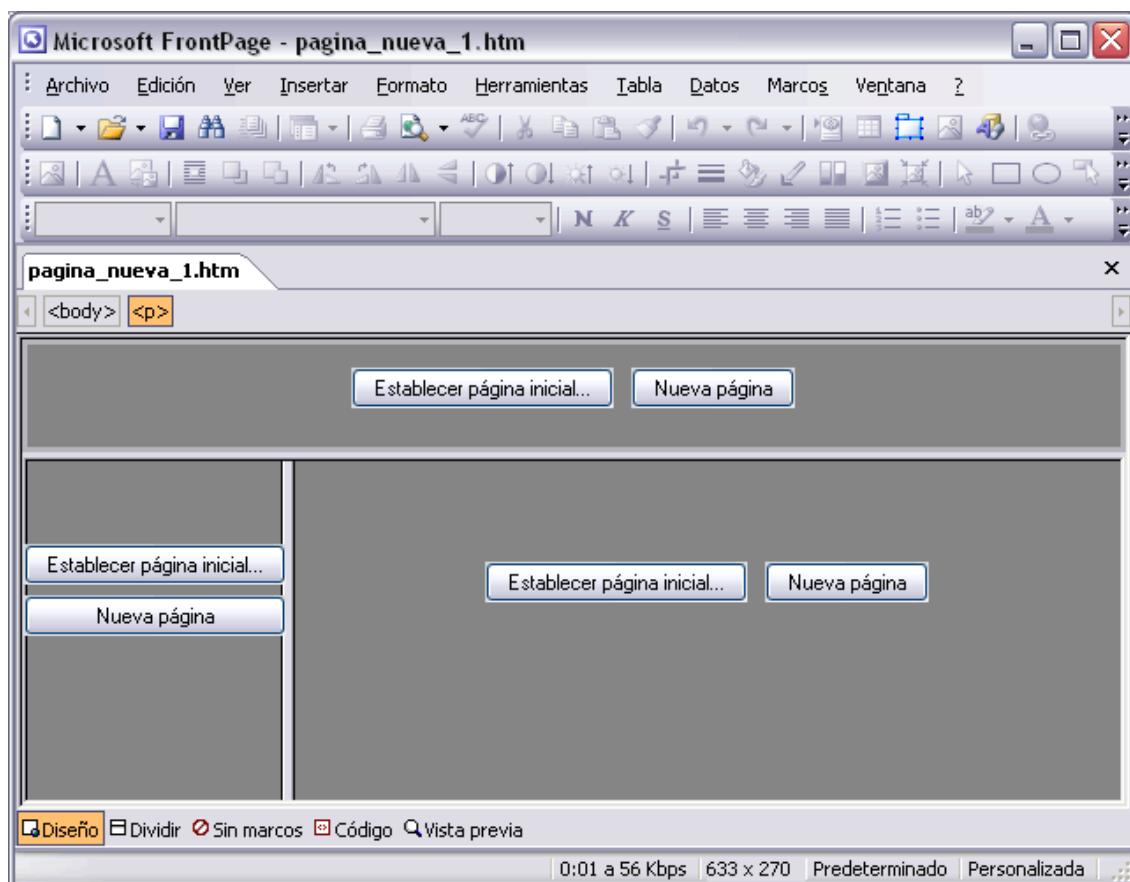 Microsoft FrontPage - pagina_nueva_1.htm
Archivo Edición Ver Insertar Formato Herramientas Tabla Datos Marcos Ventana ?
ABC
A
N K S ab A
pagina_nueva_1.htm
<body> <p>
Establecer página inicial... Nueva página
Establecer página inicial...
Nueva página
Establecer página inicial... Nueva página
Diseño Dividir Sin marcos Código Vista previa
0:01 a 56 Kbps 633 x 270 Predeterminado Personalizada